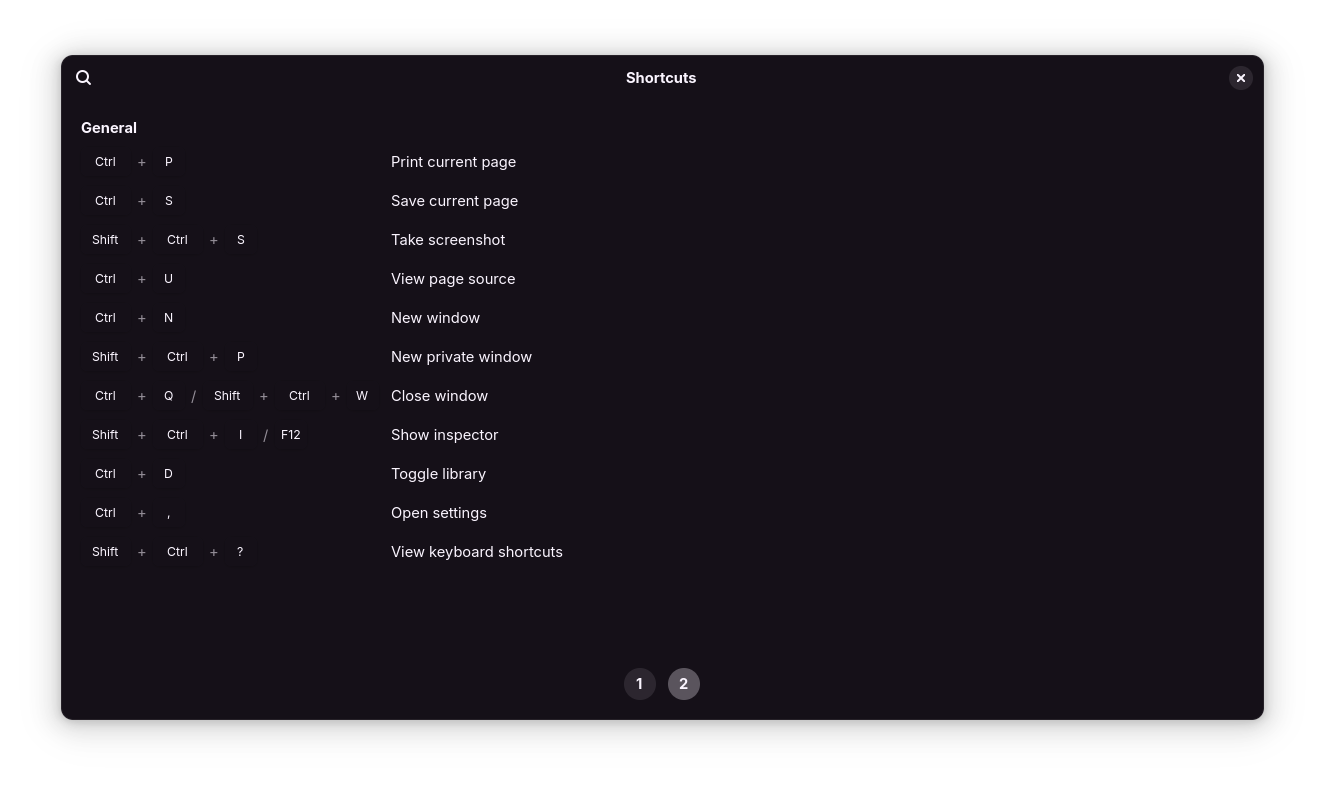 Shortcuts
General
Ctrl + P Print current page
Ctrl + S Save current page
Shift + Ctrl + S Take screenshot
Ctrl + U View page source
Ctrl + N New window
Shift + Ctrl + P New private window
Ctrl + Q / Shift + Ctrl + W Close window
Shift + Ctrl + I / F12 Show inspector
Ctrl + D Toggle library
Ctrl + , Open settings
Shift + Ctrl + ? View keyboard shortcuts
1 2